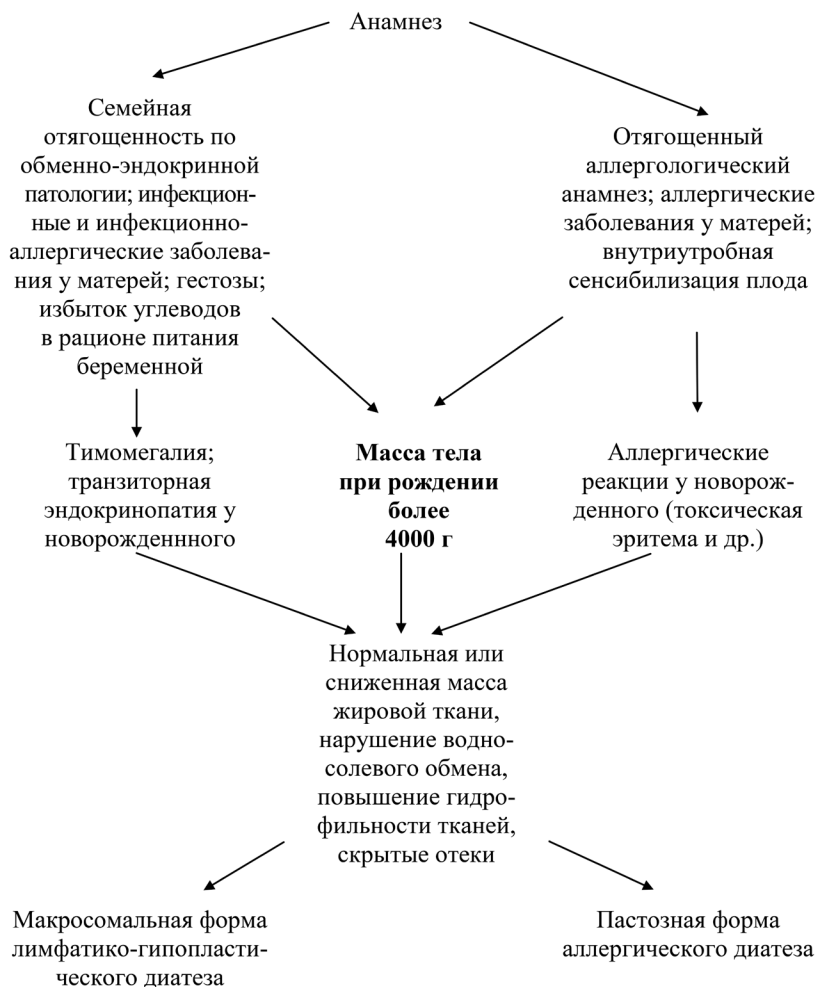 Анамнез
Семейная
отягощенность по
обменно-эндокринной
патологии; инфекцион-
ные и инфекционно-
аллергические заболева-
ния у матерей; гестозы;
избыток углеводов
в рационе питания
беременной
Отягощенный
аллергологический
анамнез; аллергические
заболевания у матерей;
внутриутробная
сенсибилизация плода
Тимомегалия;
транзиторная
эндокринопатия у
новорожденнного
Масса тела
при рождении
более
4000 г
Аллергические
реакции у новорож-
денного (токсическая
эритема и др.)
Нормальная или
сниженная масса
жировой ткани,
нарушение водно-
солевого обмена,
повышение гидро-
фильности тканей,
скрытые отеки
Макросомальная форма
лимфатико-гипопласти-
ческого диатеза
Пастозная форма
аллергического диатеза